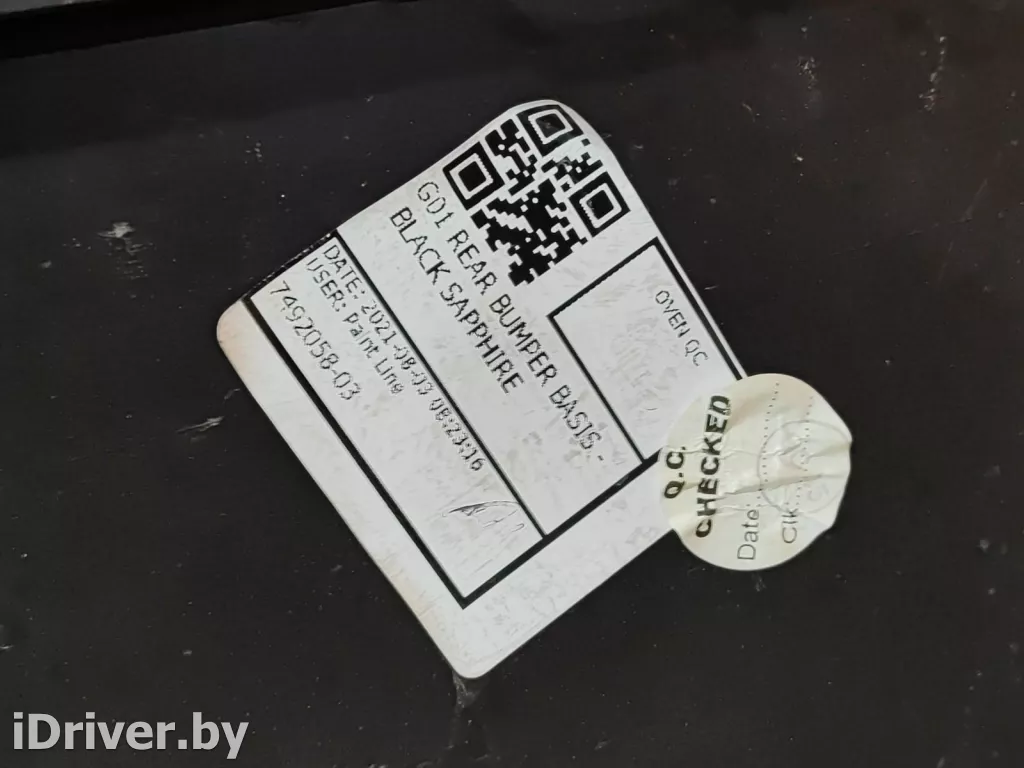 G01 REAR BUMPER BASIS -
BLACK SAPPHIRE
OVEN QC
DATE: 2021-08-03 08:23:16
USER: Paint Line
7492058-03
Q.C.
CHECKED
Date:
Clk:
iDriver.by